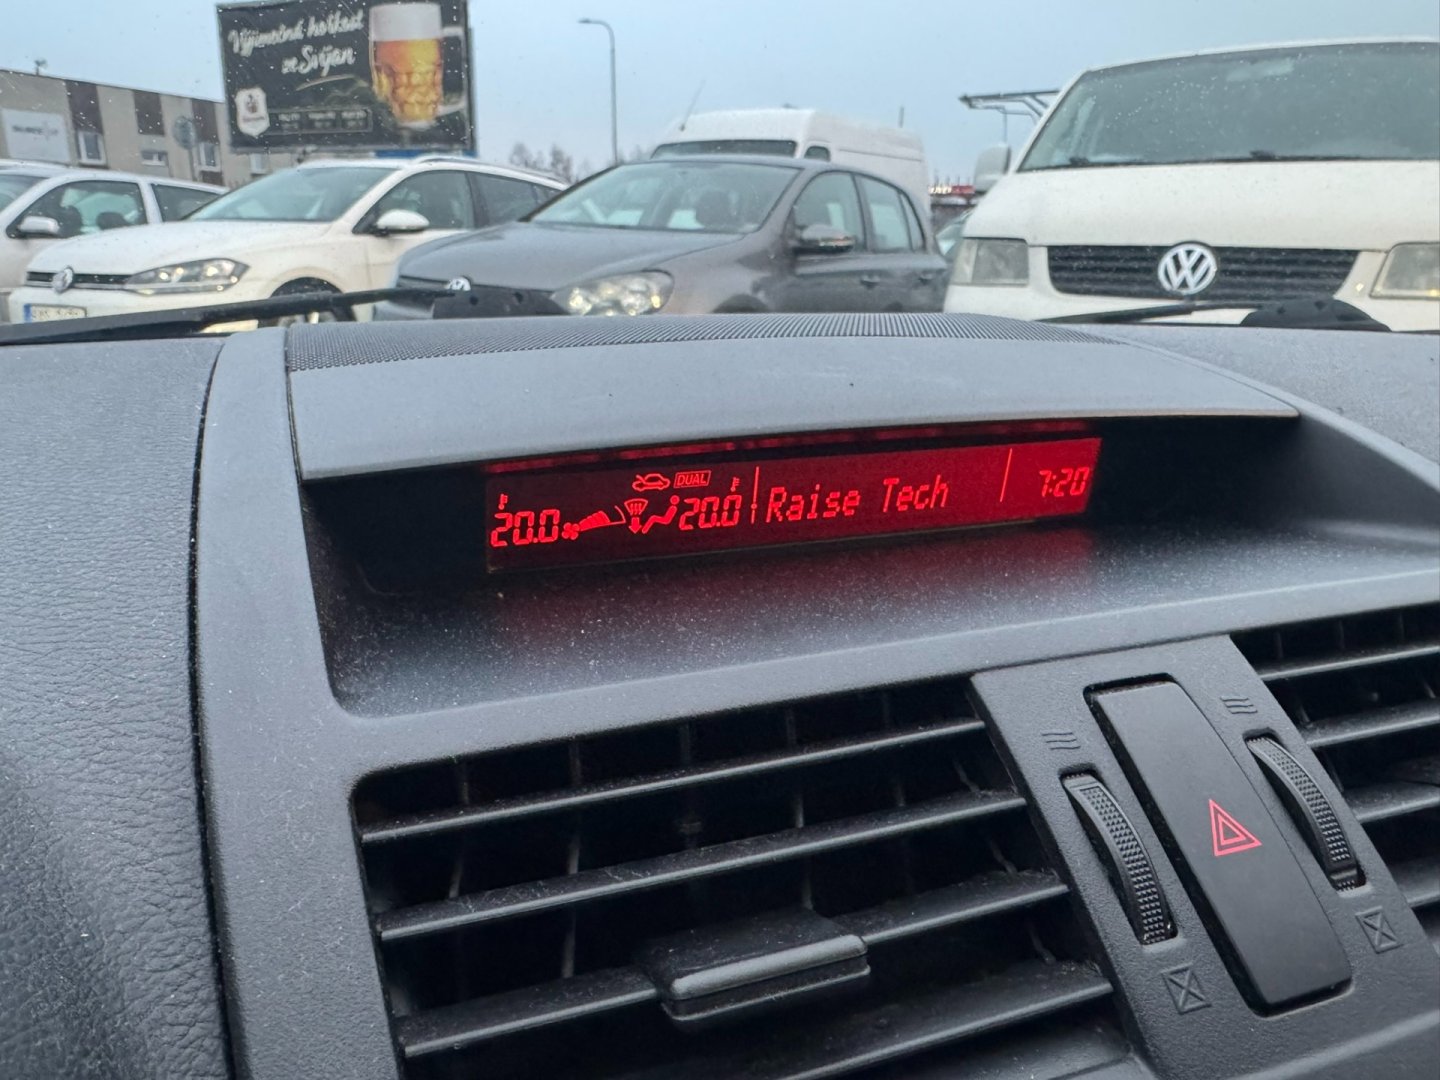 Výjimečná hořkost
ze Svijan
DUAL
20.0
20.0
Raise Tech
7:20